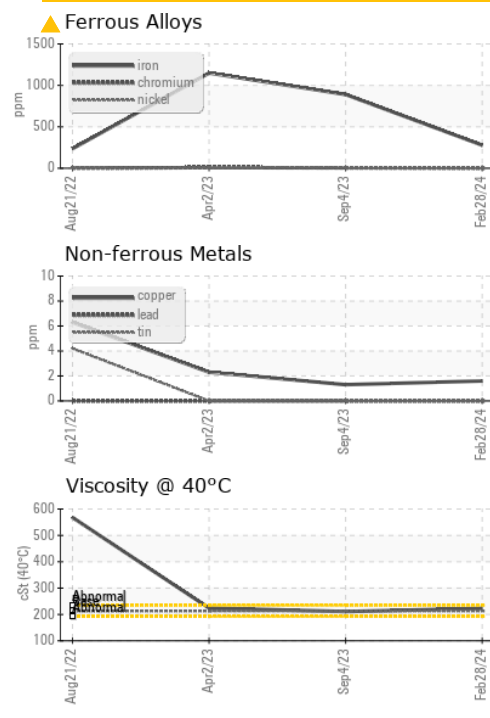 Ferrous Alloys
1500
1000
500
0
ppm
iron
chromium
nickel
Aug21/22
Apr2/23
Sep4/23
Feb28/24
Non-ferrous Metals
10
8
6
4
2
0
ppm
copper
lead
tin
Aug21/22
Apr2/23
Sep4/23
Feb28/24
Viscosity @ 40°C
600
500
400
300
200
100
cSt (40°C)
Abnormal
Base
Abnormal
Aug21/22
Apr2/23
Sep4/23
Feb28/24